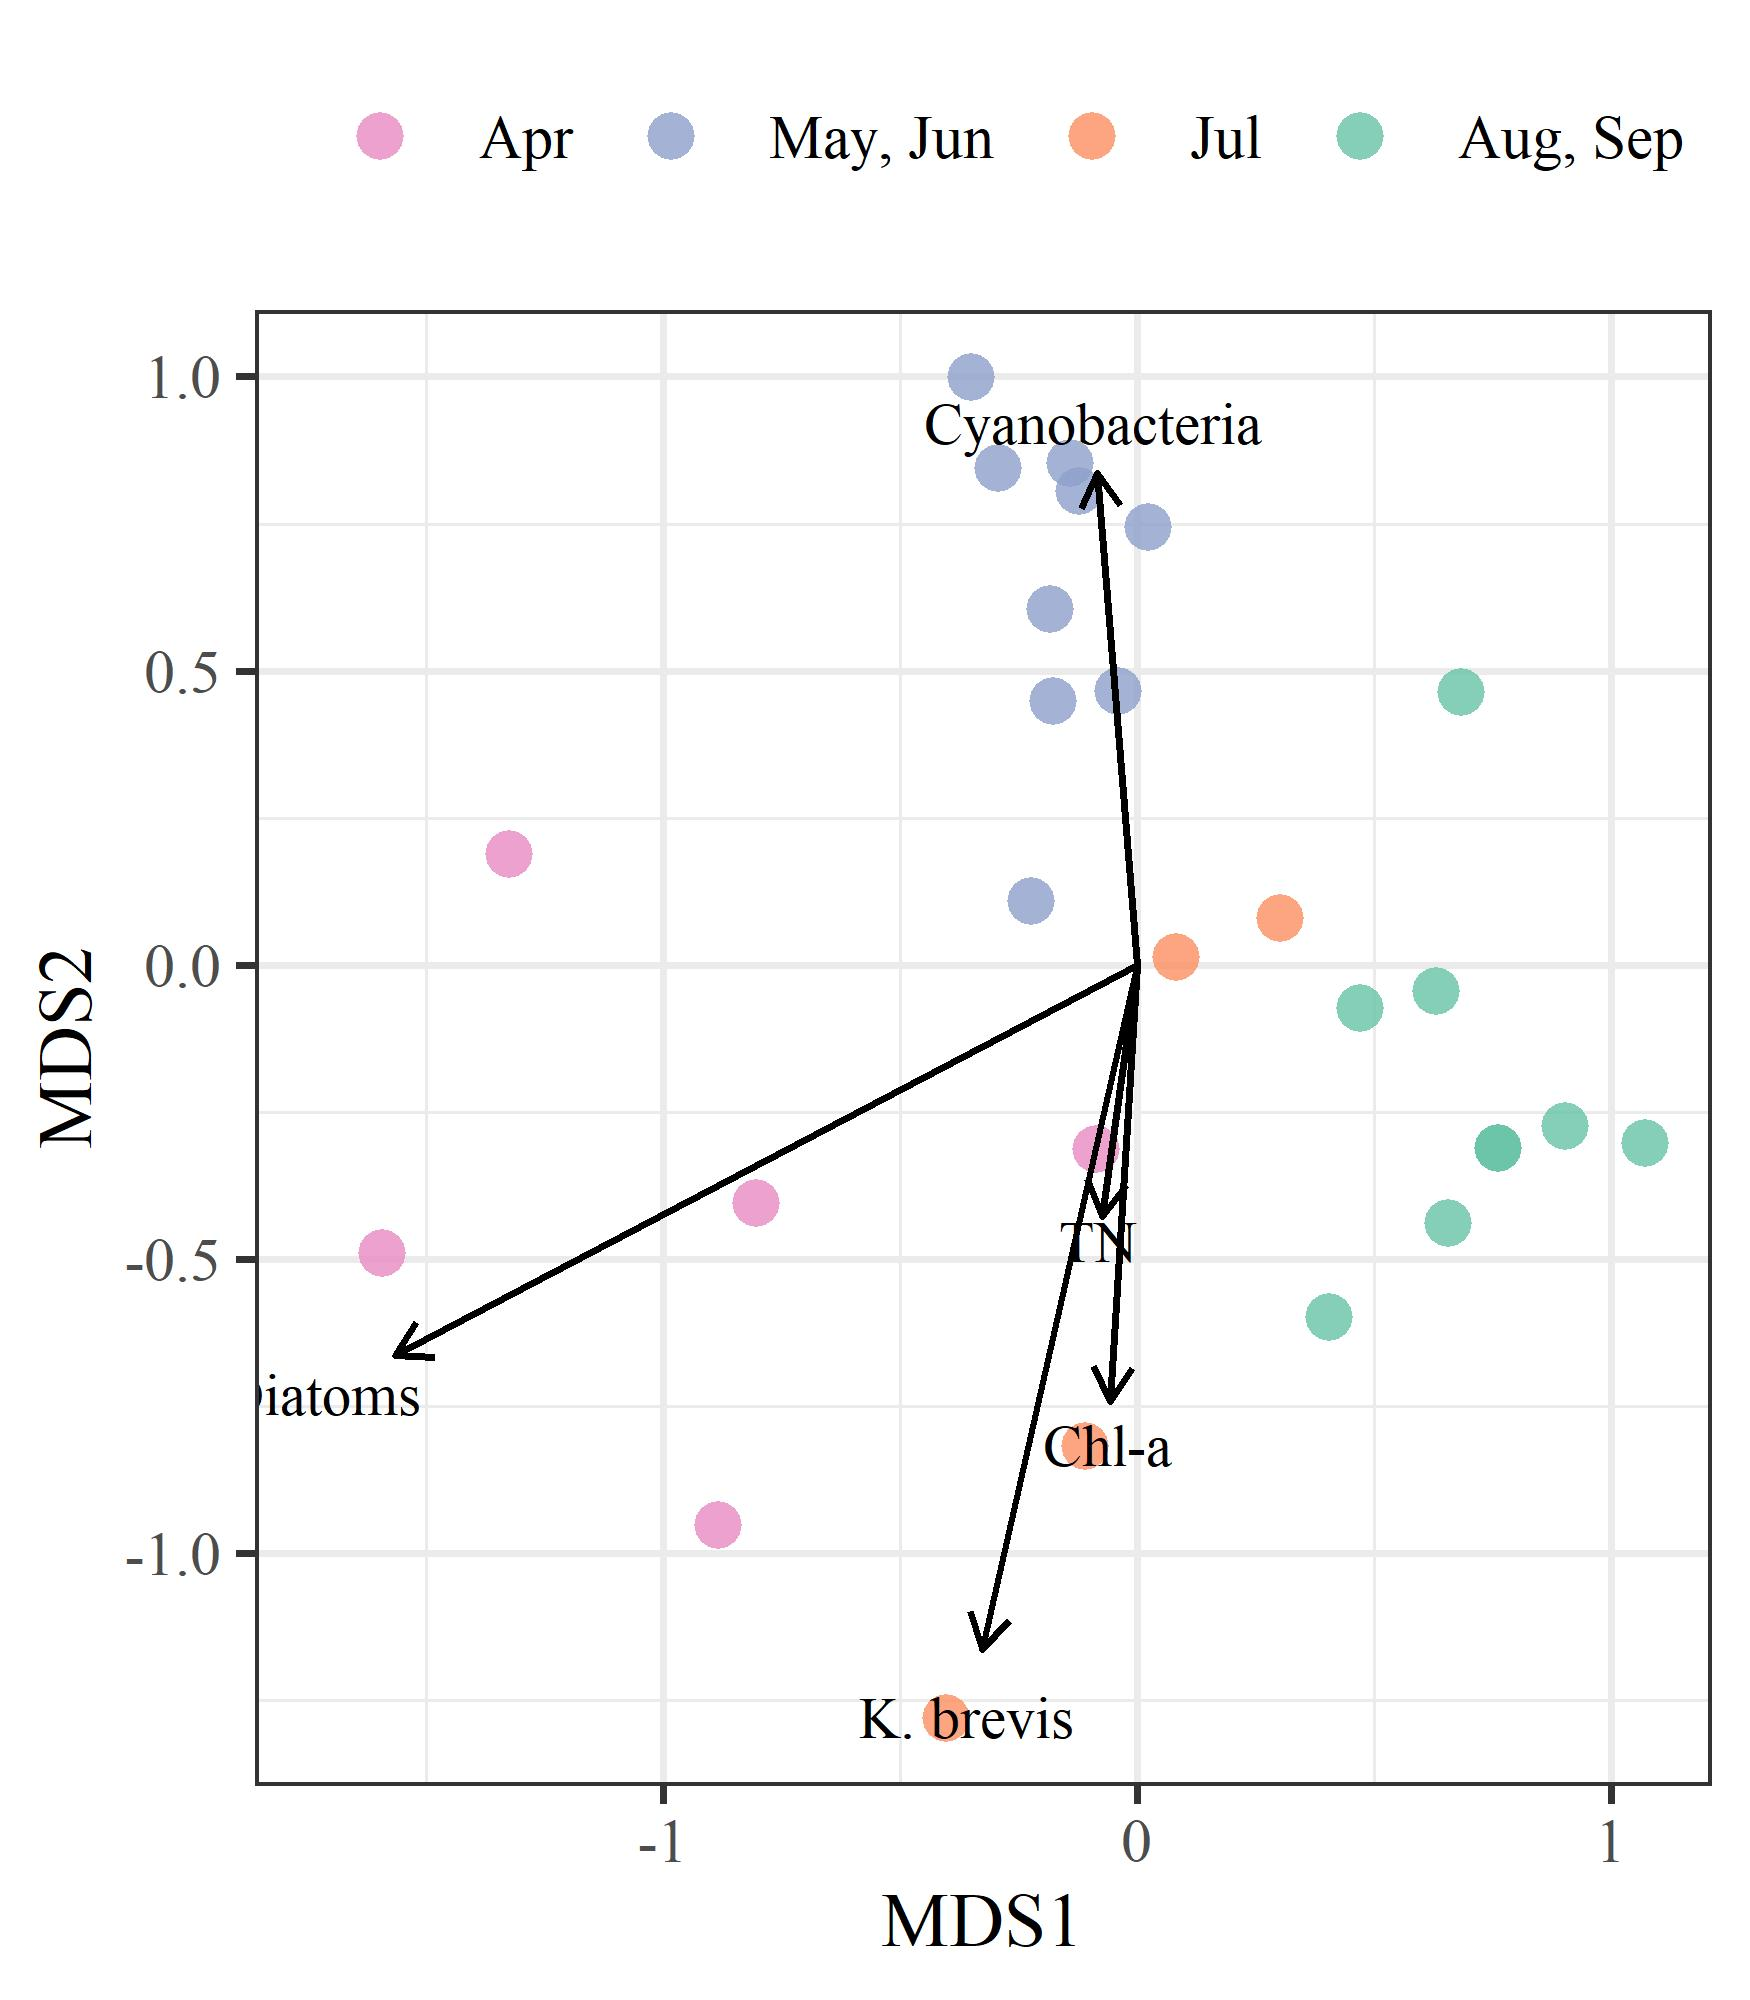 Apr May, Jun Jul Aug, Sep
1.0
Cyanobacteria
0.5
0.0
MDS2
TN
-0.5
iatoms
Chl-a
-1.0
K. brevis
-1 0 1
MDS1